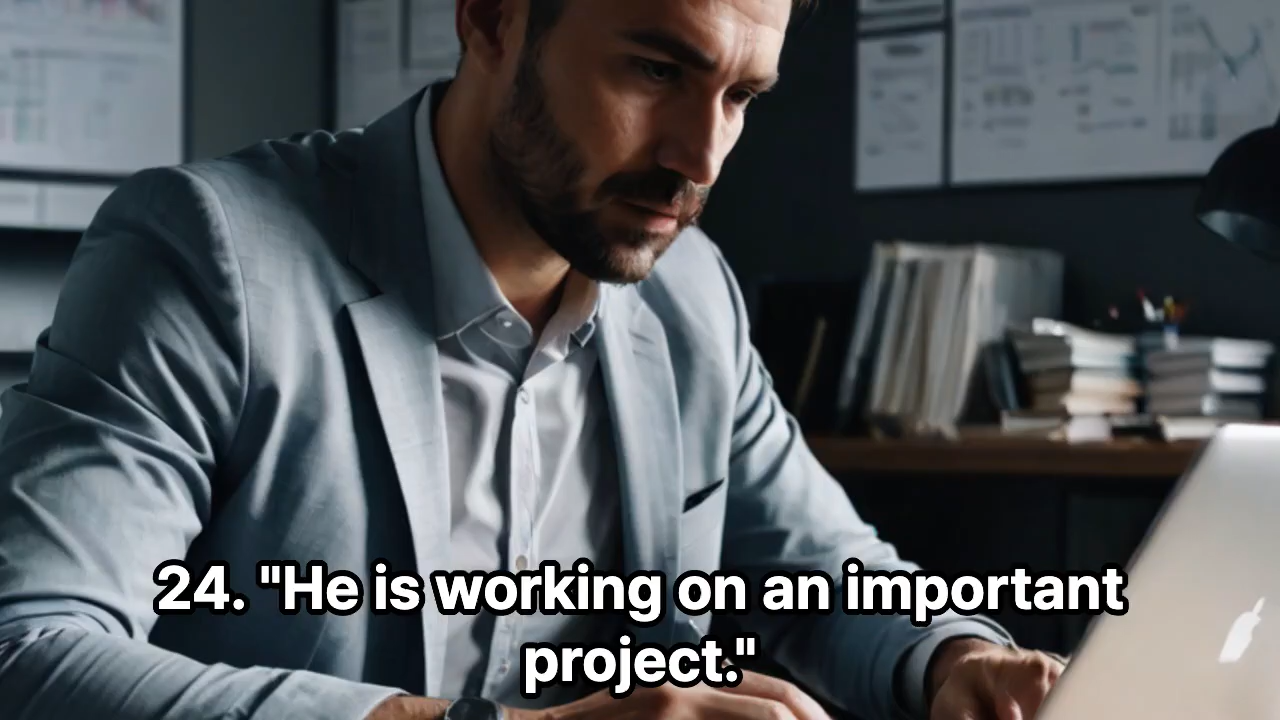 24. "He is working on an important
project."